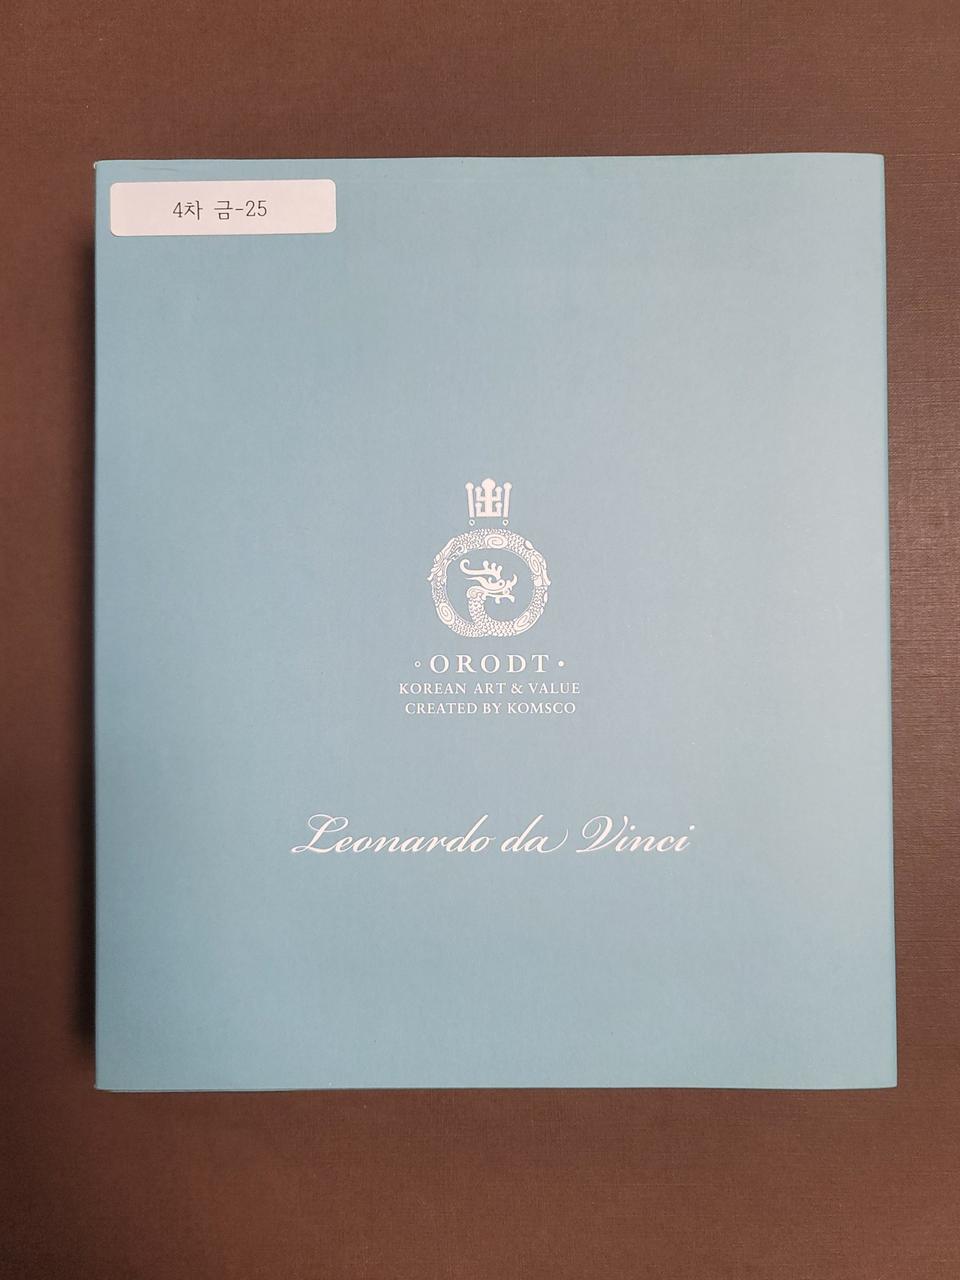 4차 금-25
ORODT
KOREAN ART & VALUE
CREATED BY KOMSCO
Leonardo da Vinci